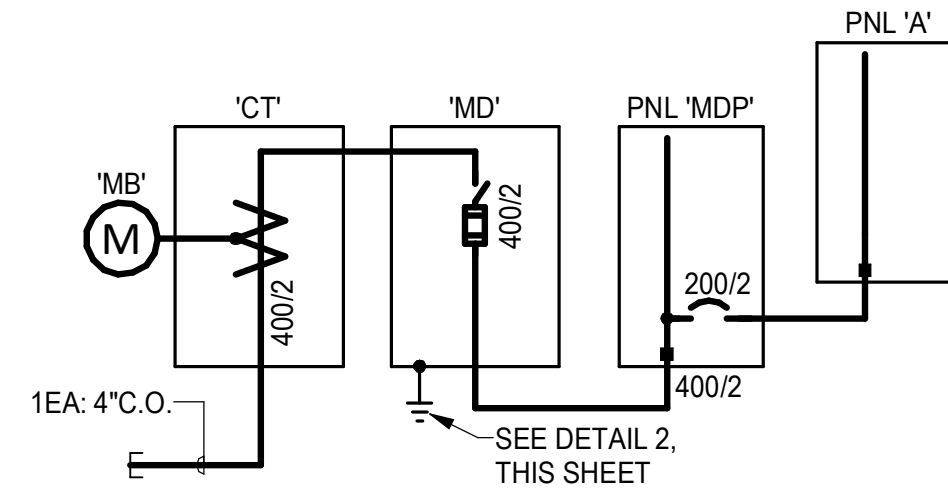 PNL 'A'
'CT'
'MD'
PNL 'MDP'
'MB'
M
400/2
400/2
200/2
400/2
1EA: 4"C.O.
SEE DETAIL 2,
THIS SHEET